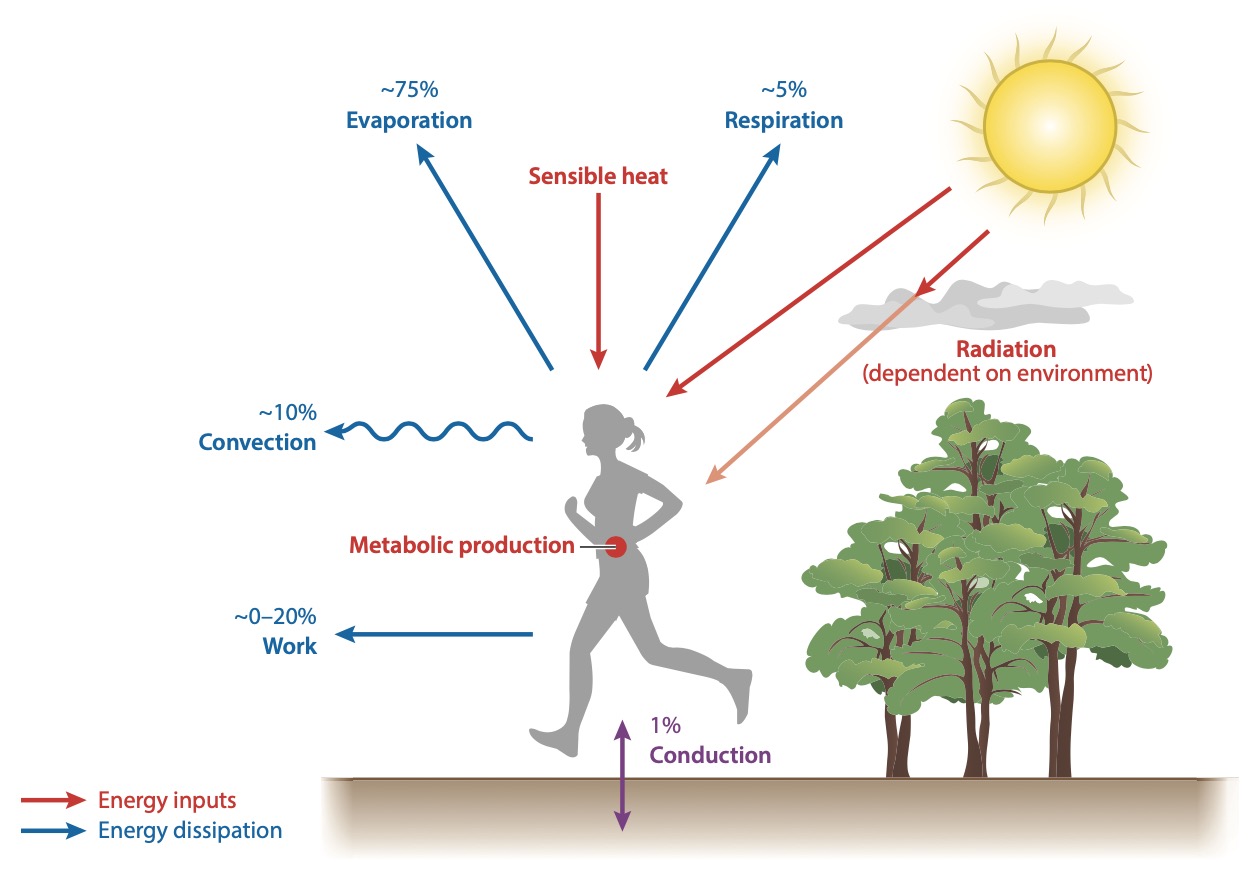 ~75%
Evaporation
~5%
Respiration
Sensible heat
Radiation
(dependent on environment)
~10%
Convection
Metabolic production
~0–20%
Work
1%
Conduction
Energy inputs
Energy dissipation